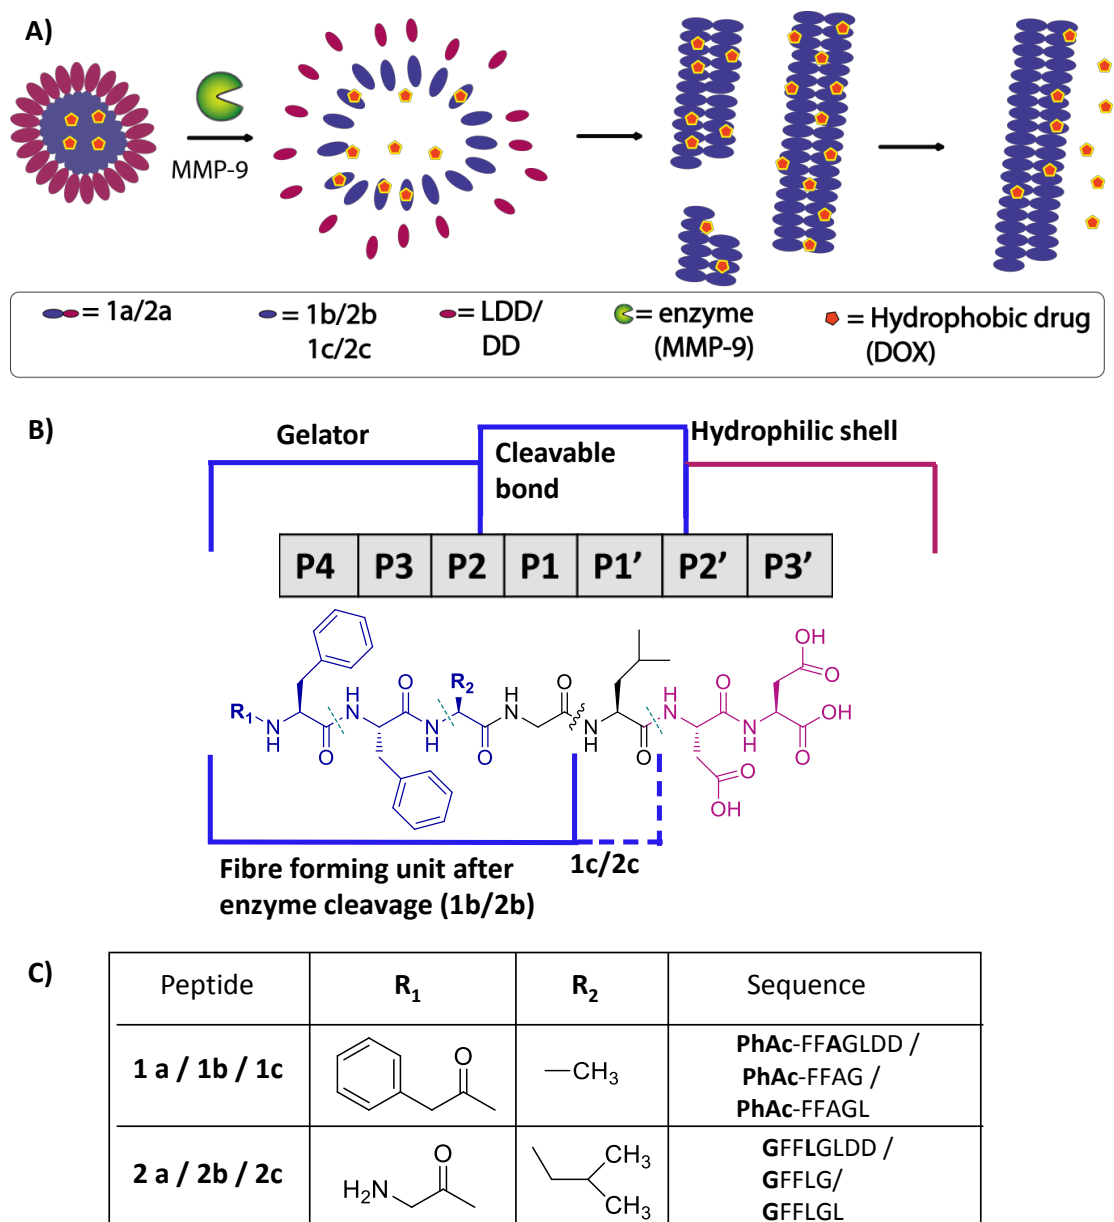 A)
MMP-9
= 1a/2a
= 1b/2b
1c/2c
= LDD/
DD
= enzyme
(MMP-9)
= Hydrophobic drug
(DOX)
B)
Gelator
Cleavable
bond
Hydrophilic shell
P4 P3 P2 P1 P1’ P2’ P3’
OH
O
O
H
N
O
R2
O
H
N
O
H
N
O
OH
R1
N
H
O
N
H
O
N
H
O
N
H
O
O
OH
Fibre forming unit after
enzyme cleavage (1b/2b)
1c/2c
C)
Peptide R1 R2 Sequence
1 a / 1b / 1c
O
—CH3
PhAc-FFAGLDD /
PhAc-FFAG /
PhAc-FFAGL
2 a / 2b / 2c
H2N
O
CH3
CH3
GFFLGLDD /
GFFLG/
GFFLGL